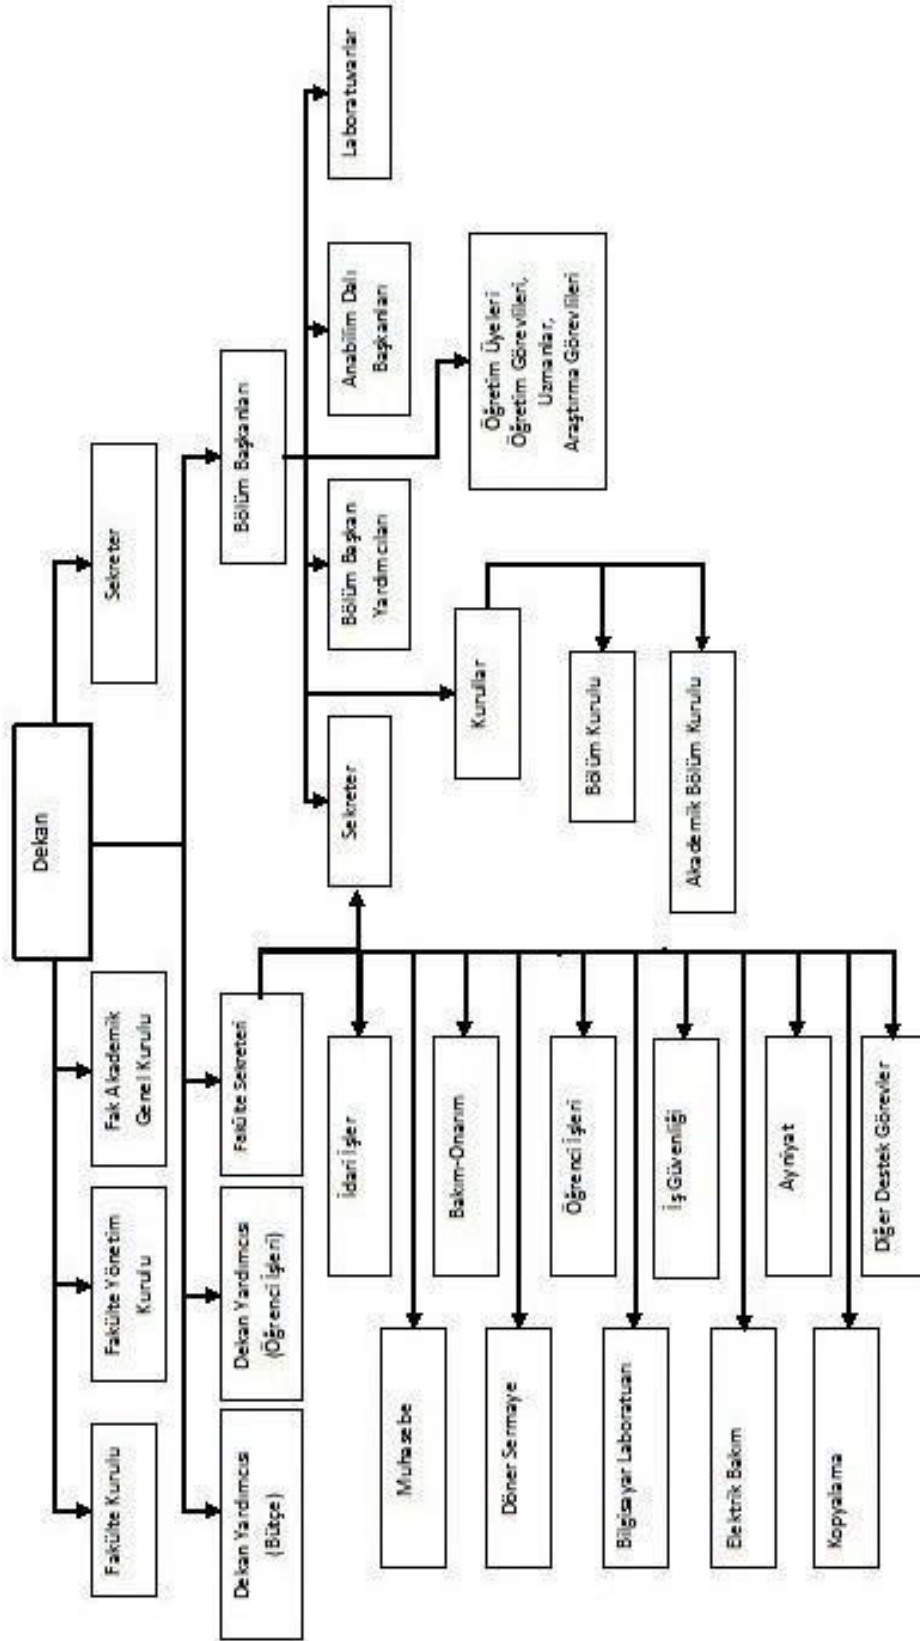 Dekan
Fakülte Kurulu
Fakülte Yönetim
Kurulu
Fak Akademik
Genel Kurulu
Sekreter
Dekan Yardımcısı
(Bütçe)
Dekan Yardımcısı
(Öğrenci İşleri)
Fakülte Sekreteri
Bölüm Başkanları
Sekreter
Bölüm Başkan
Yardımcıları
Anabilim Dalı
Başkanları
Laboratuvarlar
Kurullar
Öğretim Üyeleri
Öğretim Görevlileri,
Uzmanlar,
Araştırma Görevlileri
Bölüm Kurulu
Akademik Bölüm Kurulu
İdari İşler
Muhasebe
Bakım-Onarım
Döner Sermaye
Öğrenci İşleri
Bilgisayar Laboratuarı
İş Güvenliği
Elektrik Bakım
Ayniyat
Kopyalama
Diğer Destek Görevler